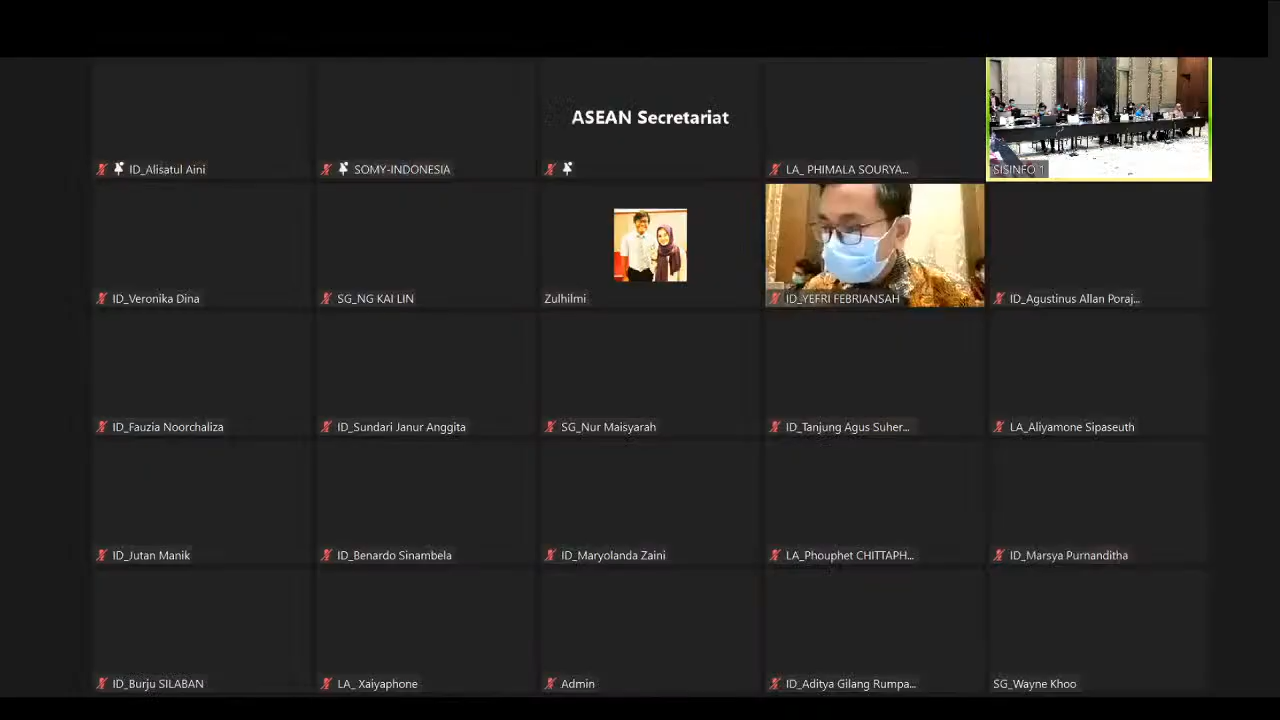 ASEAN Secretariat
ID_Alisatul Aini
SOMY-INDONESIA
LA_ PHIMALA SOURYA...
SISINFO 1
ID_Veronika Dina
SG_NG KAI LIN
Zulhilmi
ID_YEFRI FEBRIANSAH
ID_Agustinus Allan Poraj...
ID_Fauzia Noorchaliza
ID_Sundari Janur Anggita
SG_Nur Maisyarah
ID_Tanjung Agus Suher...
LA_Aliyamone Sipaseuth
ID_Jutan Manik
ID_Benardo Sinambela
ID_Maryolanda Zaini
LA_Phouphet CHITTAPH...
ID_Marsya Purnanditha
ID_Burju SILABAN
LA_ Xaiyaphone
Admin
ID_Aditya Gilang Rumpa...
SG_Wayne Khoo